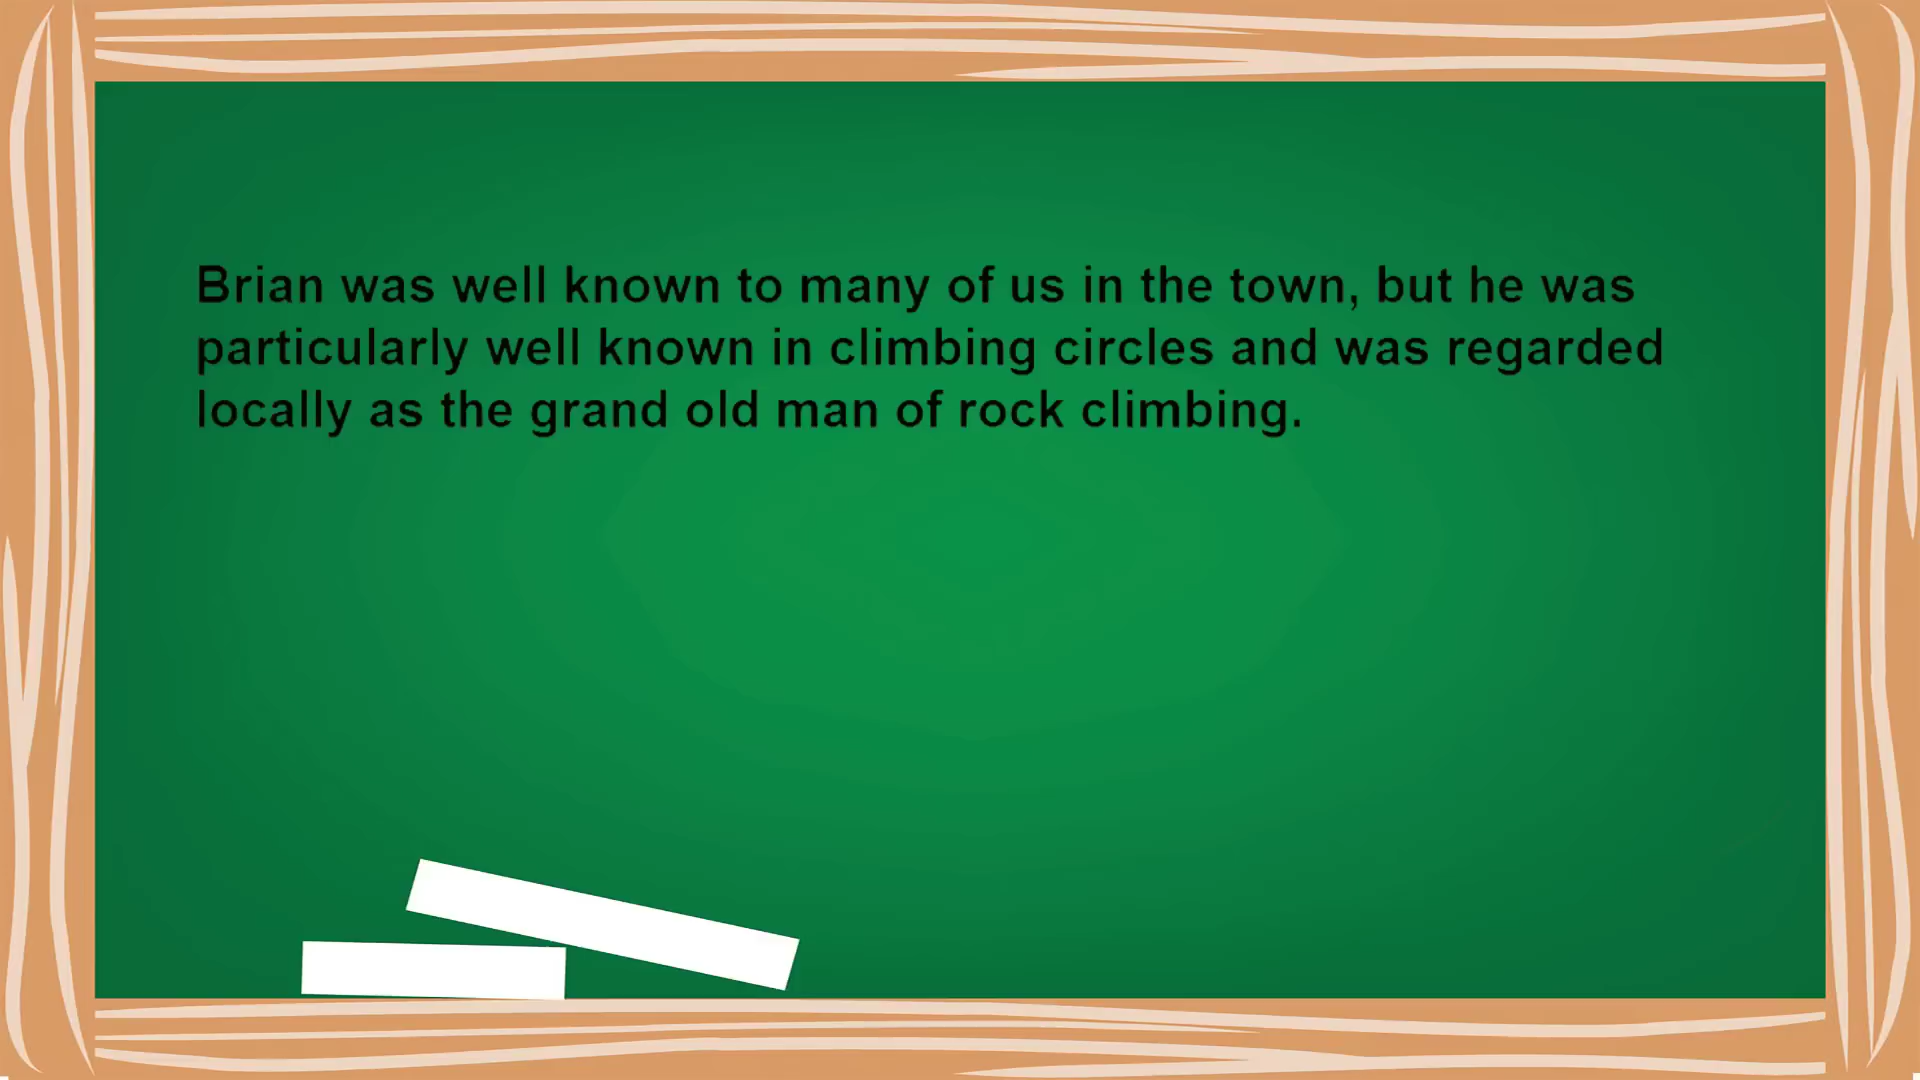 Brian was well known to many of us in the town, but he was
particularly well known in climbing circles and was regarded
locally as the grand old man of rock climbing.